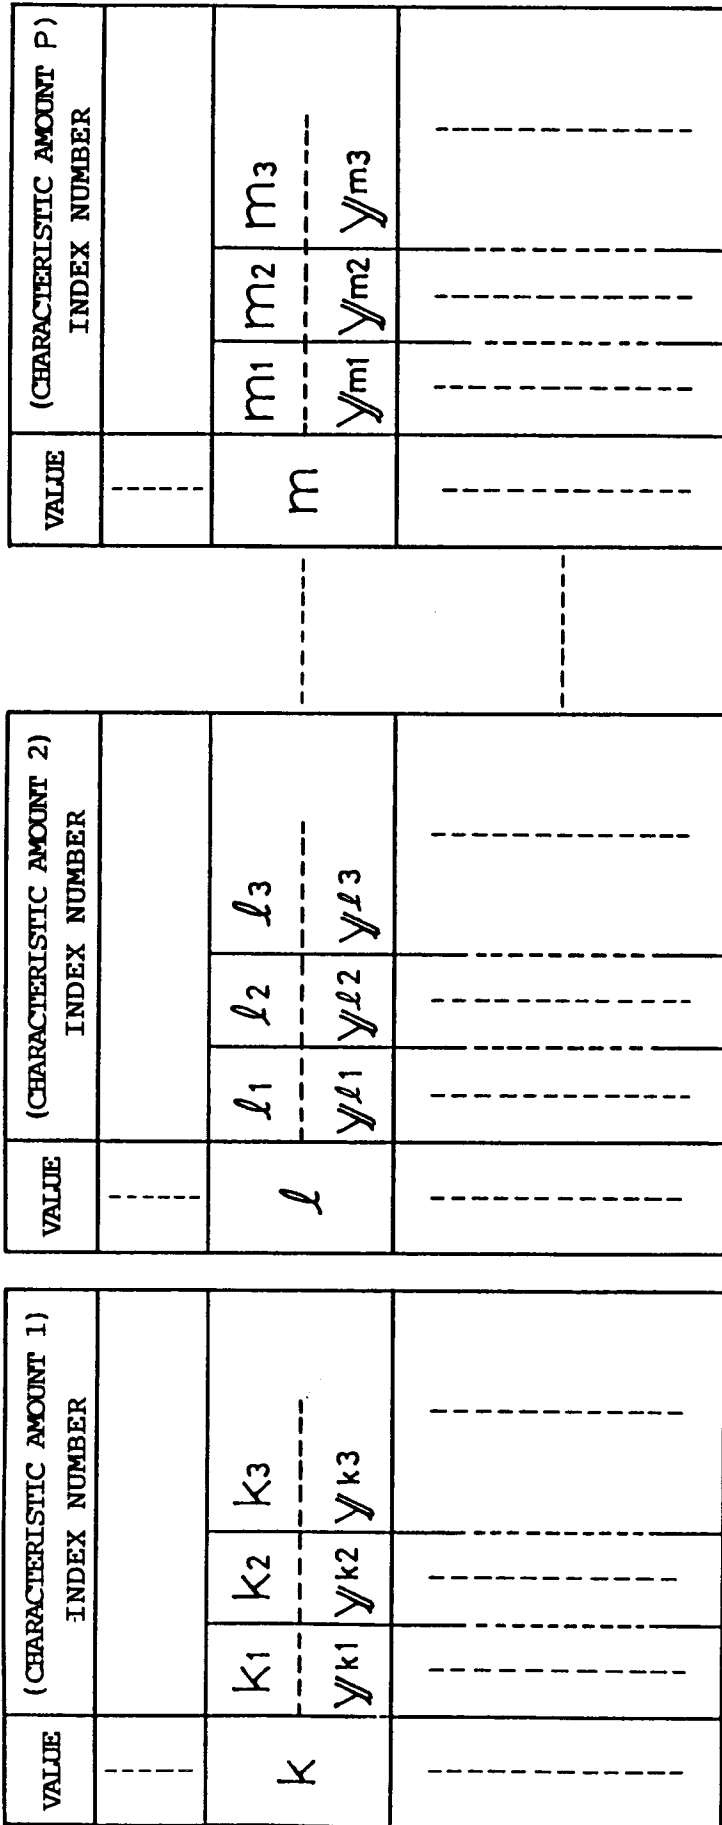 VALUE (CHARACTERISTIC AMOUNT 1)
INDEX NUMBER
k k1 k2 k3
yk1 yk2 yk3
VALUE (CHARACTERISTIC AMOUNT 2)
INDEX NUMBER
ℓ ℓ1 ℓ2 ℓ3
yℓ1 yℓ2 yℓ3
VALUE (CHARACTERISTIC AMOUNT P)
INDEX NUMBER
m m1 m2 m3
ym1 ym2 ym3